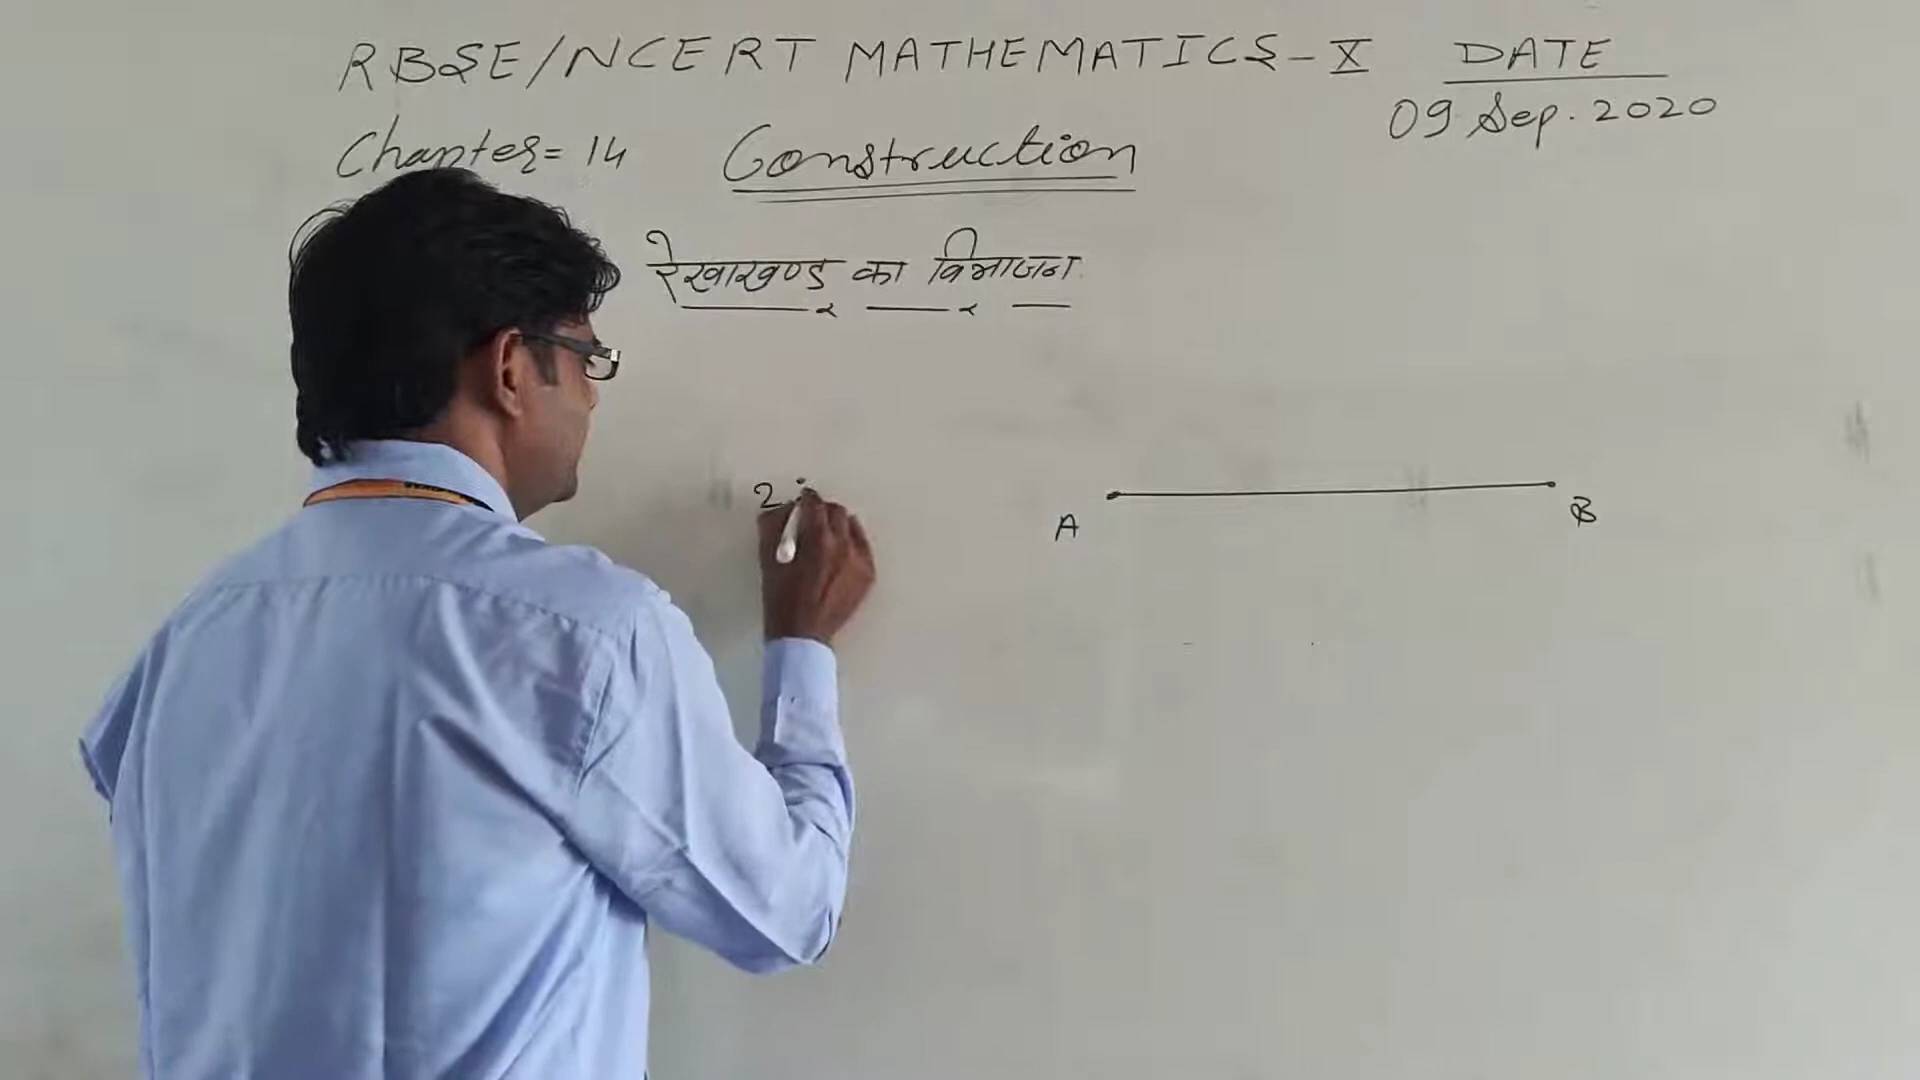 RBSE/NCERT MATHEMATICS-X DATE
09 Sep. 2020
Chapter = 14 Construction
रेखाखण्ड का विभाजन
2:
A B